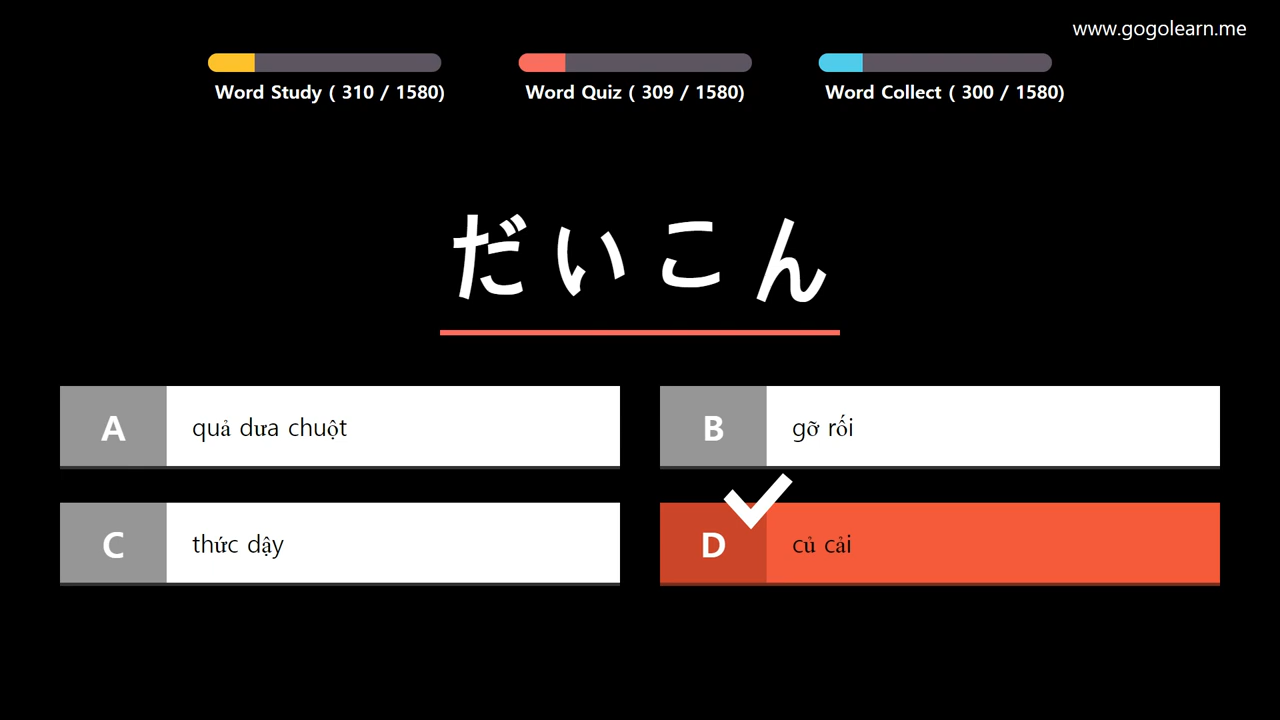 www.gogolearn.me
Word Study ( 310 / 1580)
Word Quiz ( 309 / 1580)
Word Collect ( 300 / 1580)
だいこん
A quả dưa chuột
B gỡ rối
C thức dậy
D củ cải